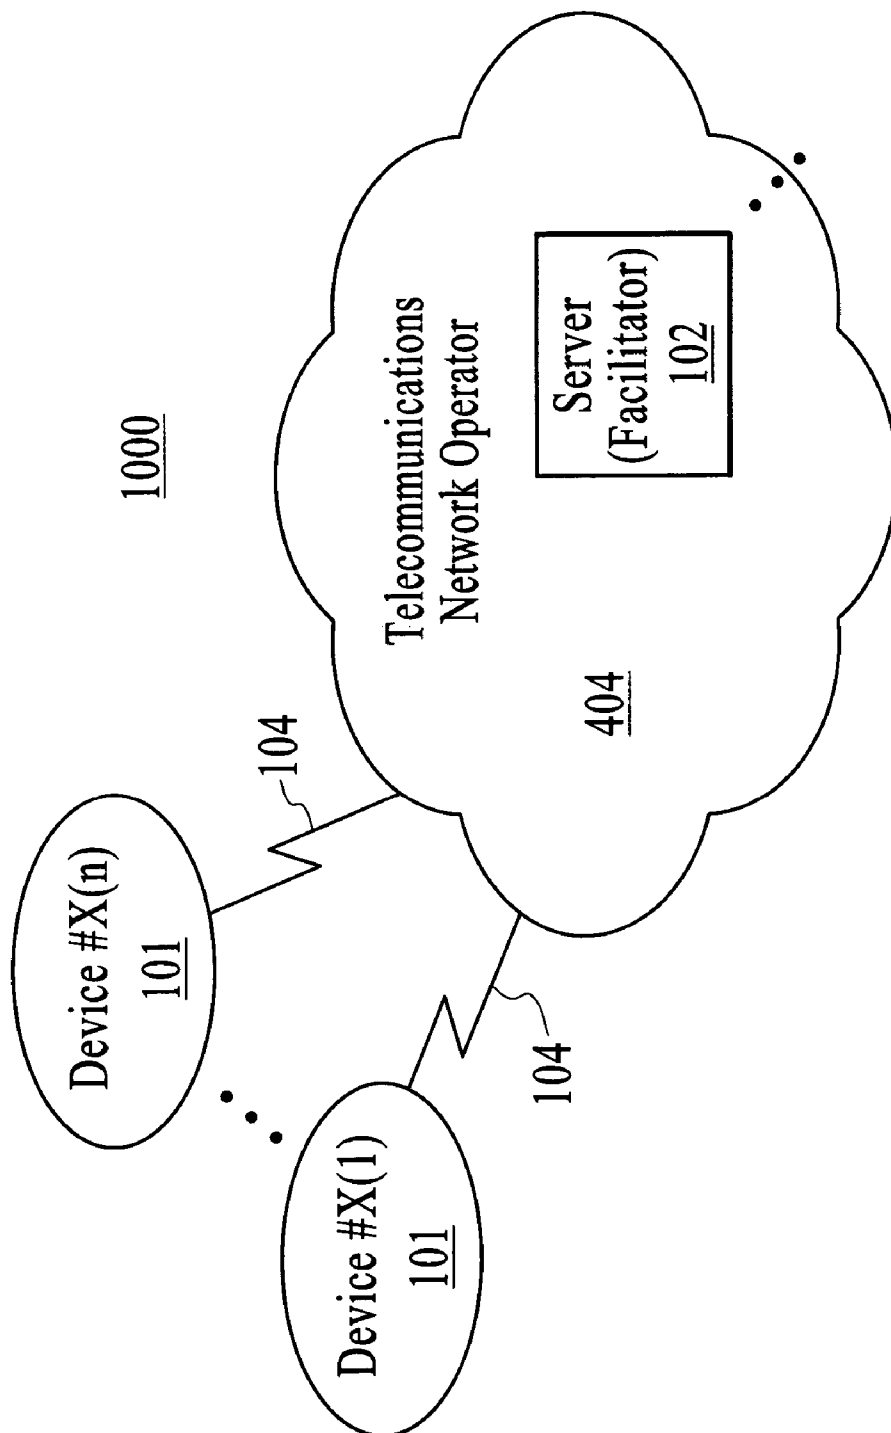 1000
Device #X(n)
101
104
Device #X(1)
101
104
Telecommunications
Network Operator
404
Server
(Facilitator)
102